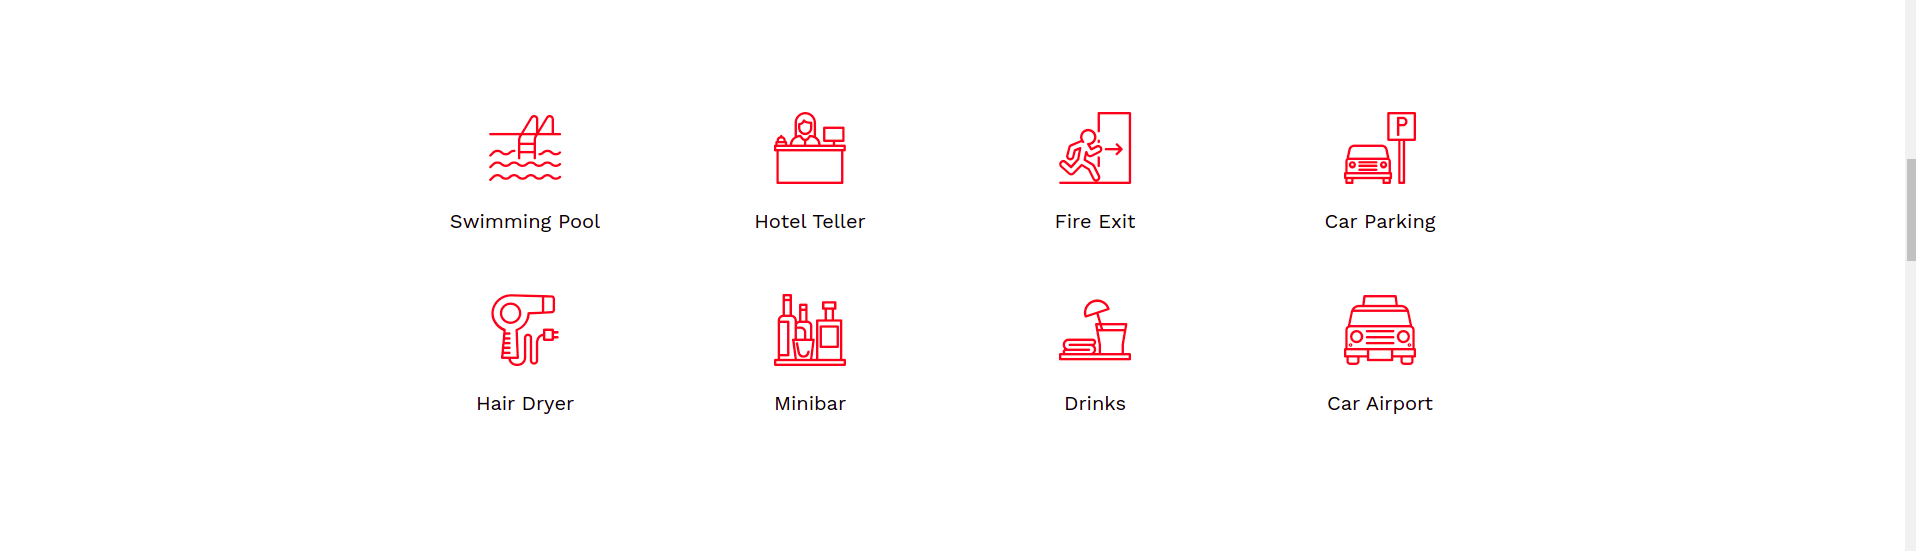 P
Swimming Pool
Hotel Teller
Fire Exit
Car Parking
Hair Dryer
Minibar
Drinks
Car Airport